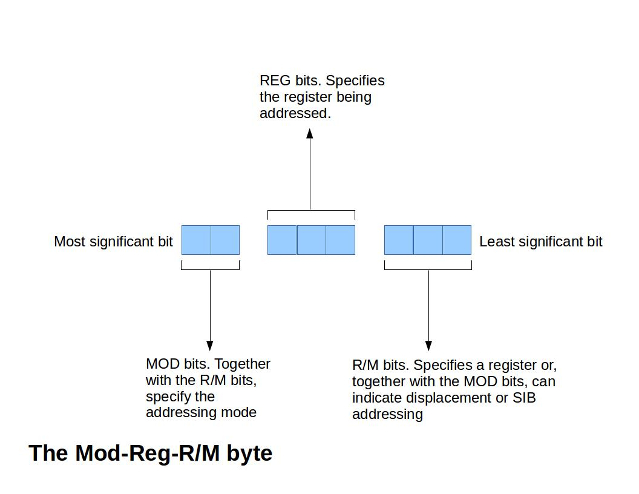 REG bits. Specifies
the register being
addressed.
Most significant bit
Least significant bit
MOD bits. Together
with the R/M bits,
specify the
addressing mode
R/M bits. Specifies a register or,
together with the MOD bits, can
indicate displacement or SIB
addressing
The Mod-Reg-R/M byte